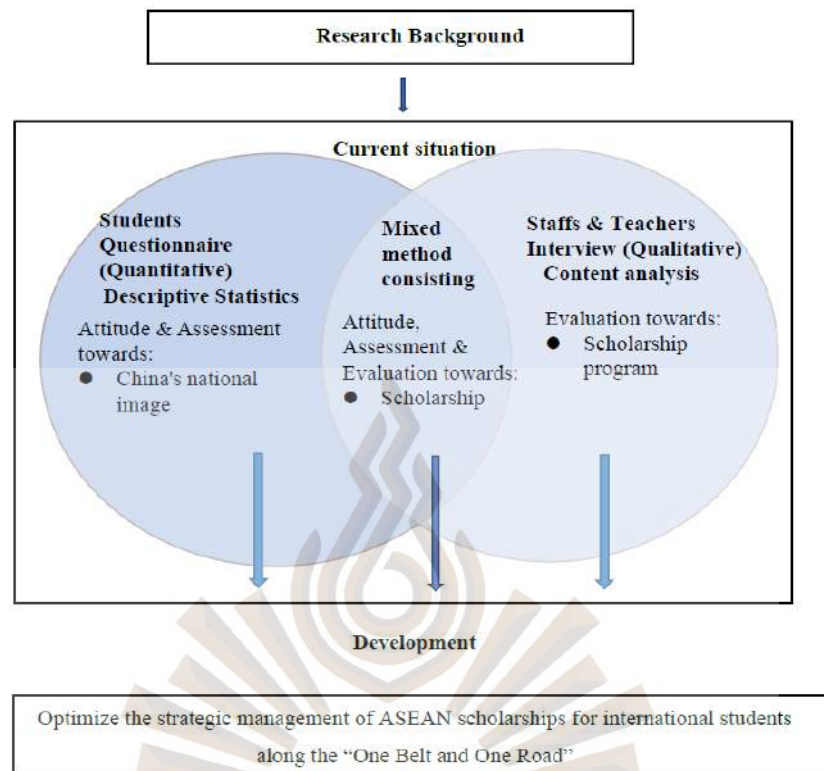 Research Background
Current situation
Students
Questionnaire
(Quantitative)
Descriptive Statistics
Attitude & Assessment
towards:
● China's national
image
Mixed
method
consisting
Attitude,
Assessment &
Evaluation towards:
● Scholarship
Staffs & Teachers
Interview (Qualitative)
Content analysis
Evaluation towards:
● Scholarship
program
Development
Optimize the strategic management of ASEAN scholarships for international students
along the “One Belt and One Road”